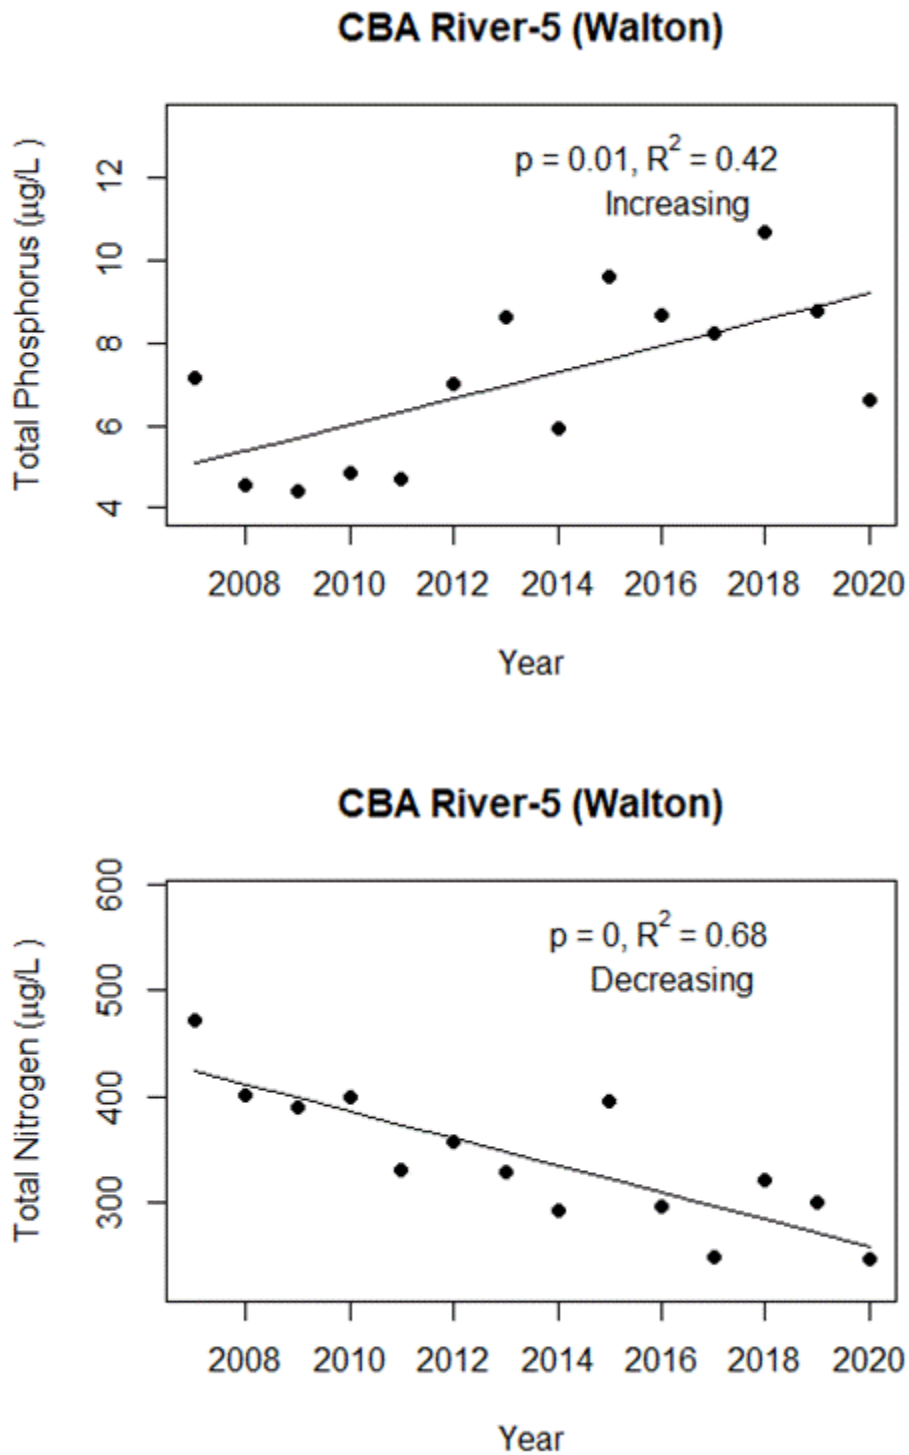 CBA River-5 (Walton)
p = 0.01, R² = 0.42
Increasing
Total Phosphorus (µg/L )
12
10
8
6
4
2008 2010 2012 2014 2016 2018 2020
Year
CBA River-5 (Walton)
p = 0, R² = 0.68
Decreasing
Total Nitrogen (µg/L )
600
500
400
300
2008 2010 2012 2014 2016 2018 2020
Year